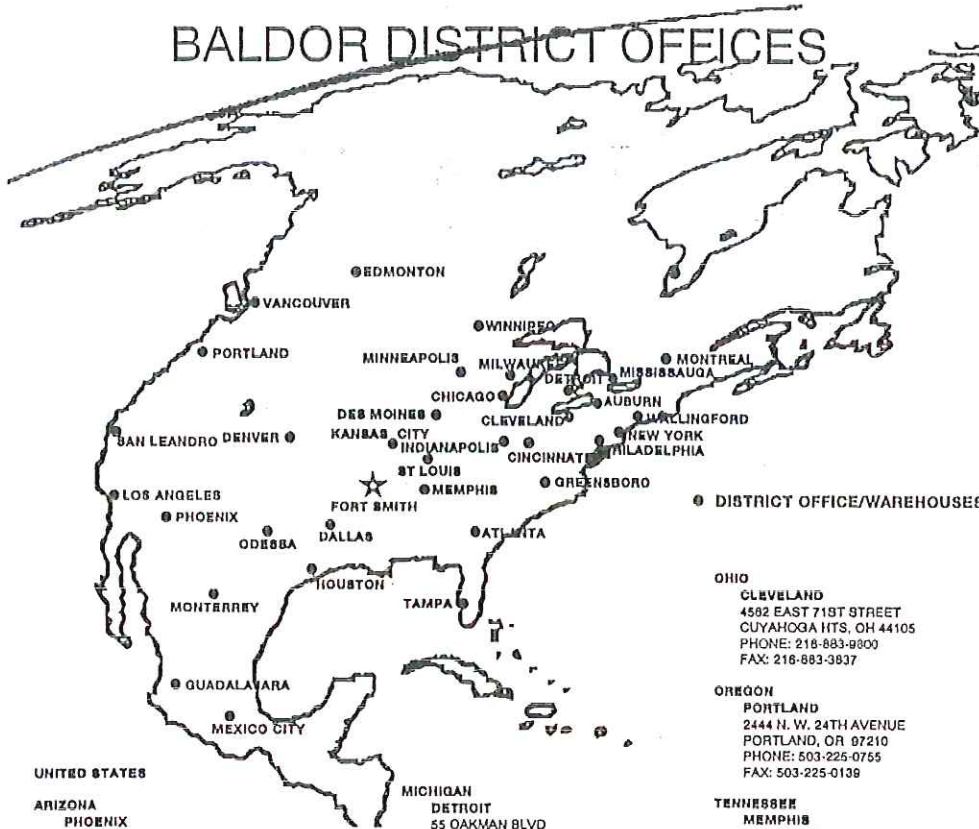 BALDOR DISTRICT OFFICES
EDMONTON
VANCOUVER
WINNIPEG
PORTLAND
MINNEAPOLIS
MILWAUKEE
MONTREAL
DETROIT
MISSISSAUGA
CHICAGO
AUBURN
DES MOINES
CLEVELAND
WALLINGFORD
SAN LEANDRO
DENVER
KANSAS CITY
INDIANAPOLIS
CINCINNATI
NEW YORK
PHILADELPHIA
ST LOUIS
MEMPHIS
GREENSBORO
LOS ANGELES
FORT SMITH
DISTRICT OFFICE/WAREHOUSES
PHOENIX
ODESSA
DALLAS
ATLANTA
HOUSTON
MONTERREY
TAMPA
GUADALAJARA
MEXICO CITY
UNITED STATES
ARIZONA
PHOENIX
MICHIGAN
DETROIT
55 OAKMAN BLVD
OHIO
CLEVELAND
4562 EAST 71ST STREET
CUYAHOGA HTS, OH 44105
PHONE: 216-883-9800
FAX: 216-883-3837
OREGON
PORTLAND
2444 N. W. 24TH AVENUE
PORTLAND, OR 97210
PHONE: 503-225-0755
FAX: 503-225-0139
TENNESSEE
MEMPHIS